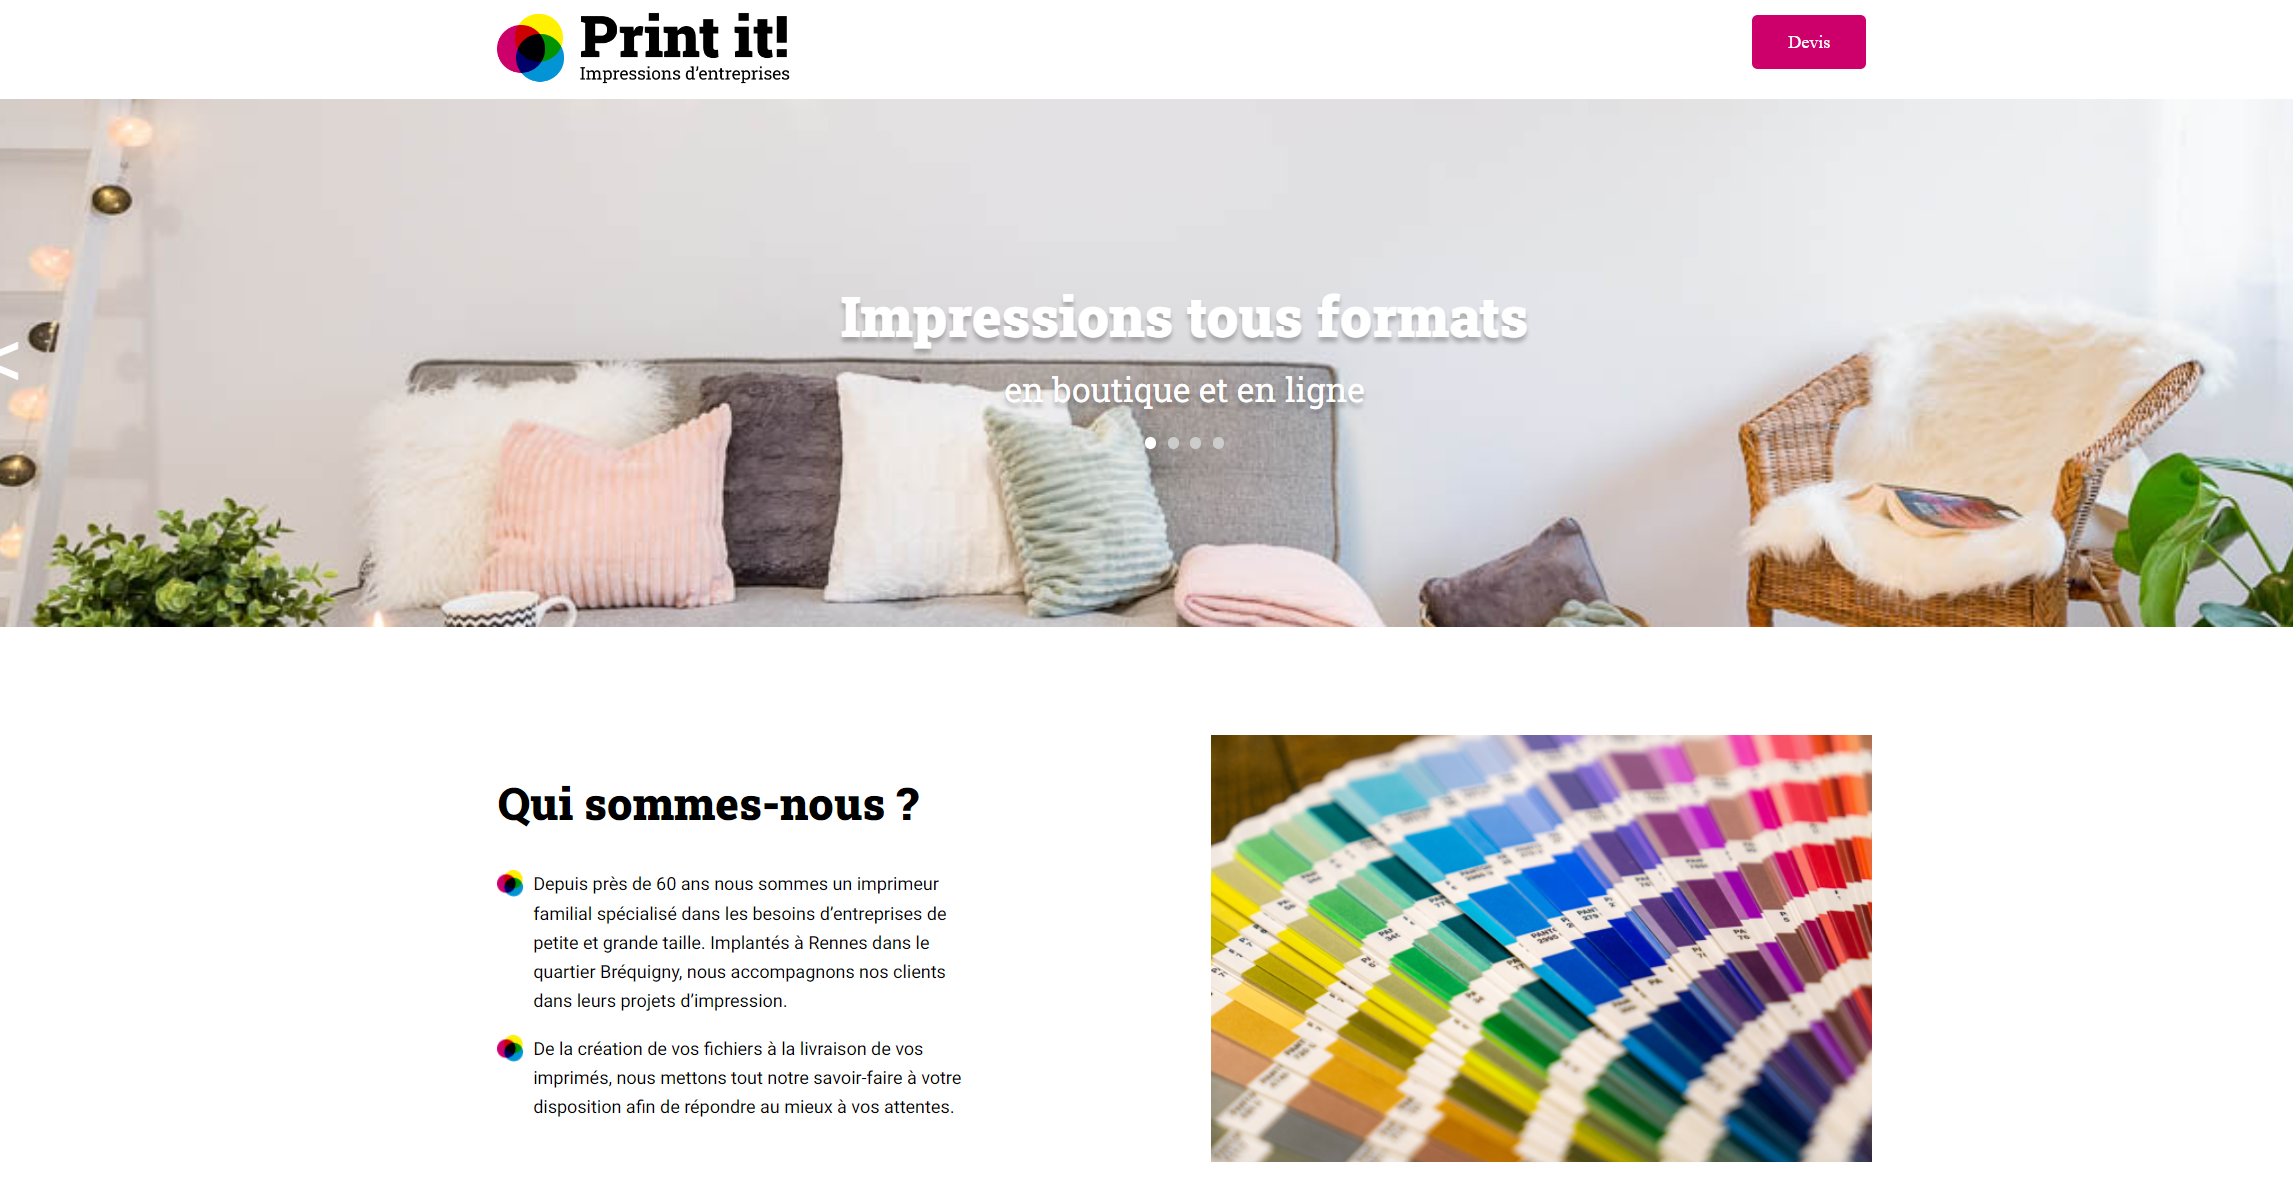 Print it!
Impressions d’entreprises
Devis
<
Impressions tous formats
en boutique et en ligne
Qui sommes-nous ?
Depuis près de 60 ans nous sommes un imprimeur
familial spécialisé dans les besoins d’entreprises de
petite et grande taille. Implantés à Rennes dans le
quartier Bréquigny, nous accompagnons nos clients
dans leurs projets d’impression.
De la création de vos fichiers à la livraison de vos
imprimés, nous mettons tout notre savoir-faire à votre
disposition afin de répondre au mieux à vos attentes.